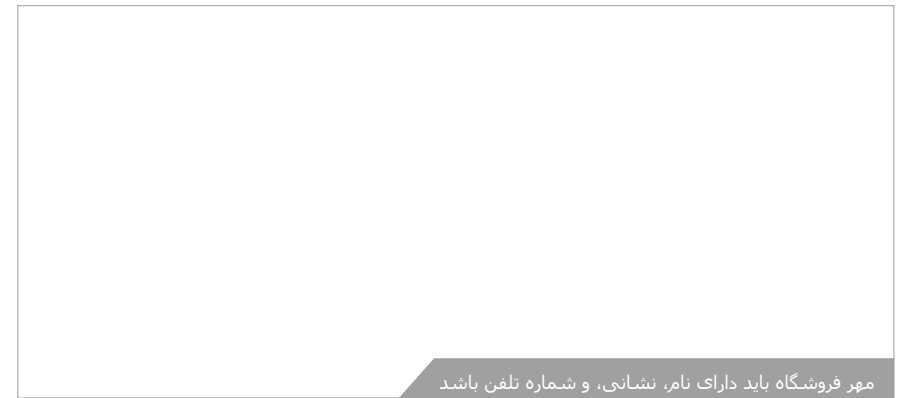 مهر فروشگاه باید دارای نام، نشانی، و شماره تلفن باشد